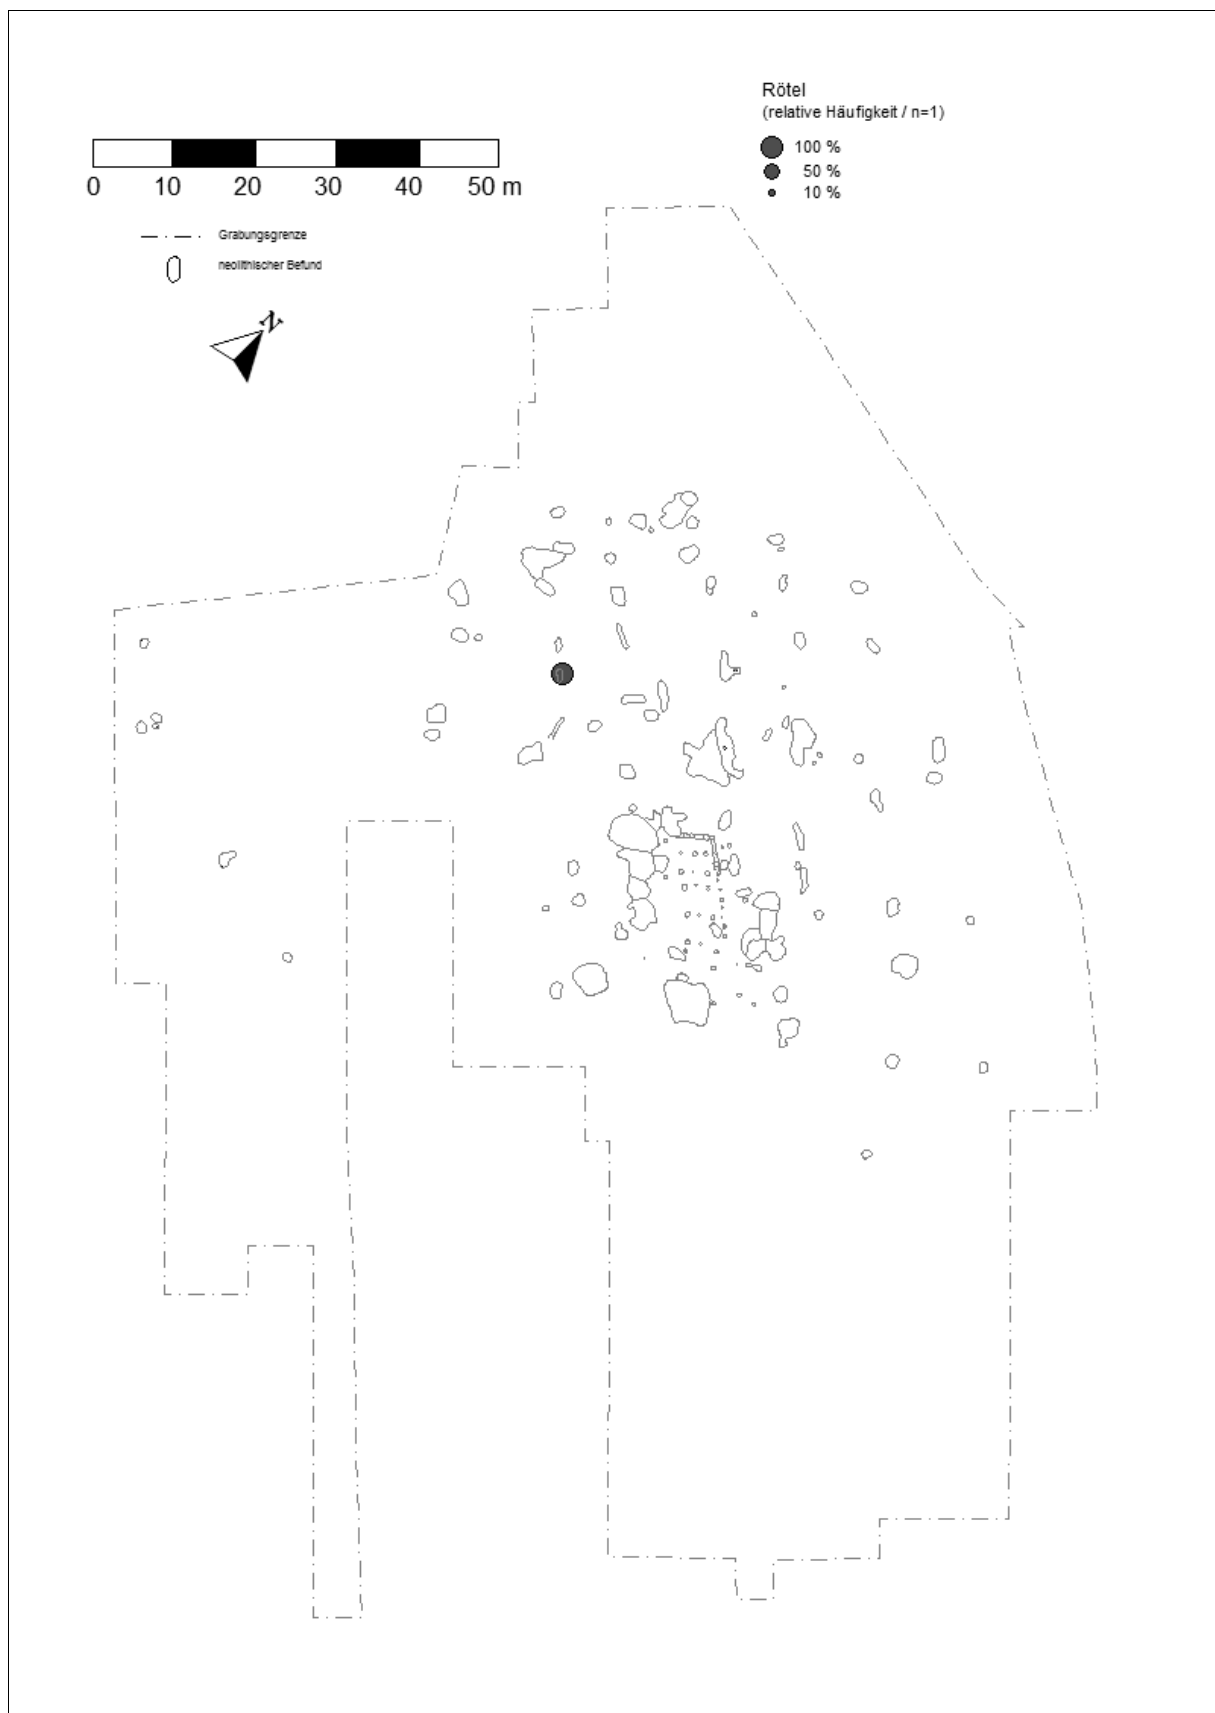 Rötel
(relative Häufigkeit / n=1)
100 %
50 %
10 %
0 10 20 30 40 50 m
Grabungsgrenze
neolithischer Befund
N